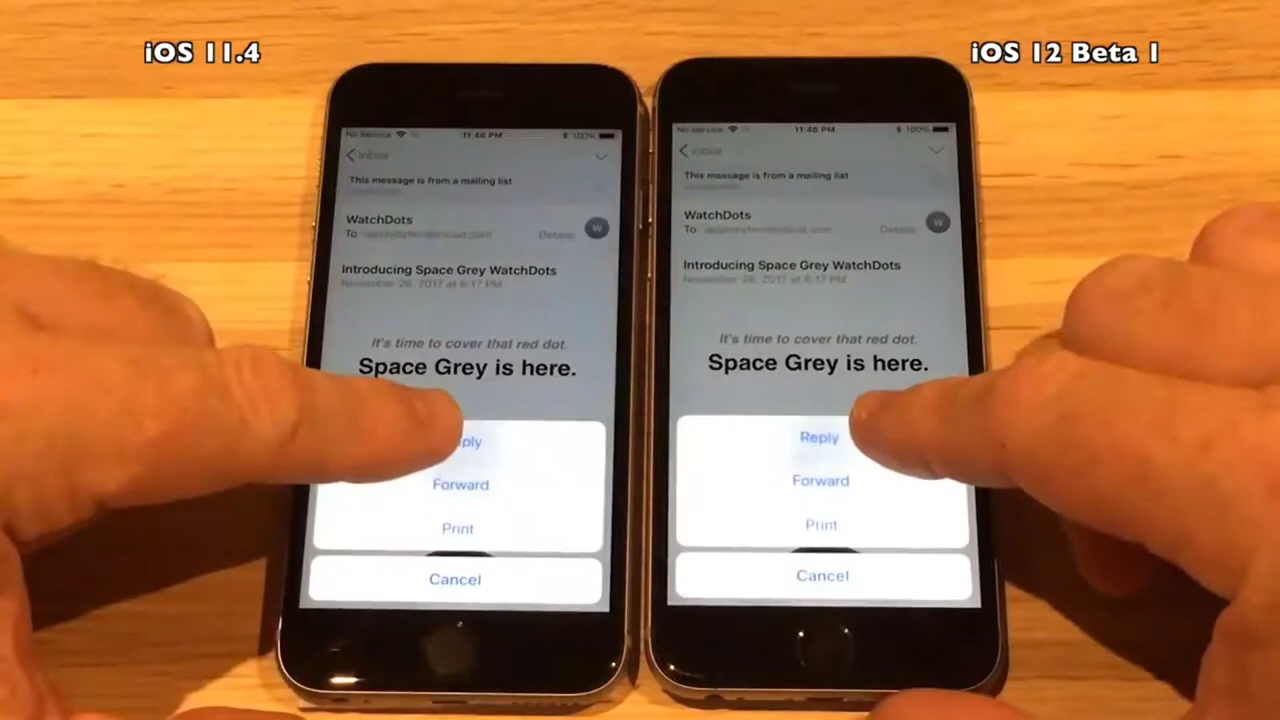 iOS 11.4
iOS 12 Beta 1
No Service 11:46 PM 100%
Inbox
This message is from a mailing list
WatchDots
To
Details
W
Introducing Space Grey WatchDots
November 28, 2017 at 6:17 PM
It's time to cover that red dot.
Space Grey is here.
ply
Forward
Print
Cancel
No Service 11:46 PM 100%
Inbox
This message is from a mailing list
WatchDots
To
Details
W
Introducing Space Grey WatchDots
November 28, 2017 at 6:17 PM
It's time to cover that red dot.
Space Grey is here.
Reply
Forward
Print
Cancel